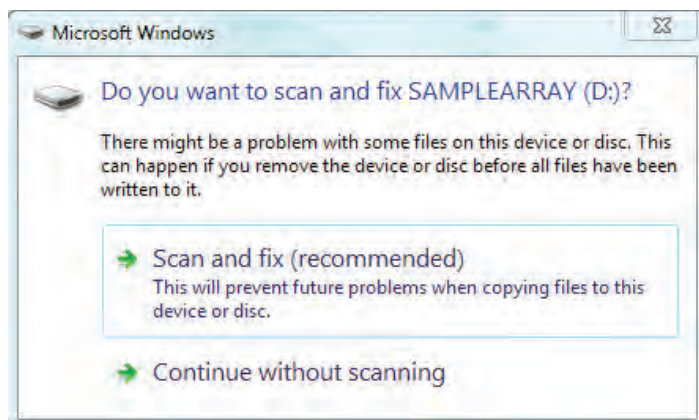 Microsoft Windows
Do you want to scan and fix SAMPLEARRAY (D:)?
There might be a problem with some files on this device or disc. This
can happen if you remove the device or disc before all files have been
written to it.
Scan and fix (recommended)
This will prevent future problems when copying files to this
device or disc.
Continue without scanning